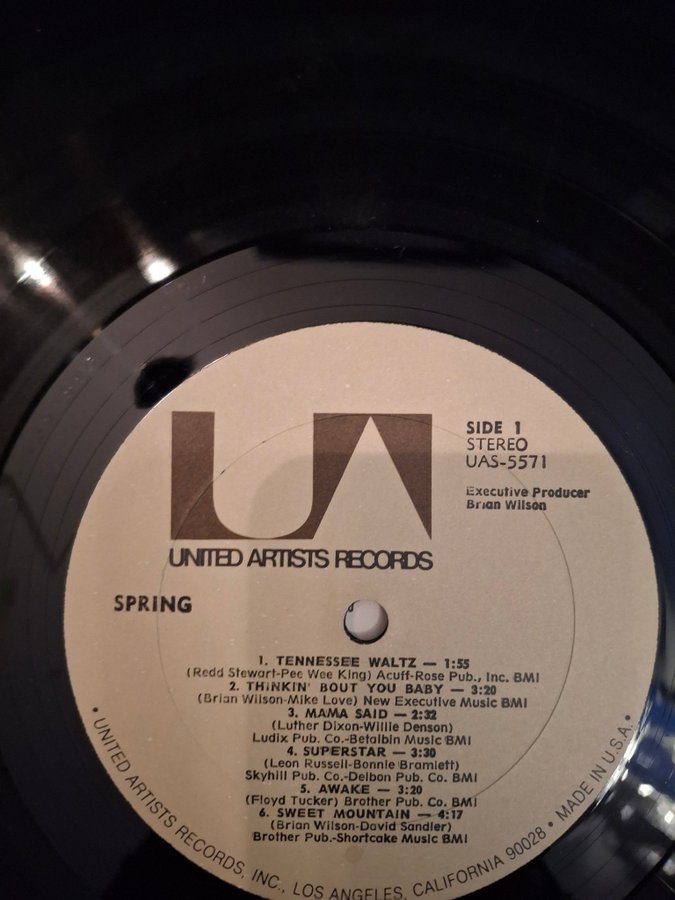 UA
UNITED ARTISTS RECORDS
SIDE 1
STEREO
UAS-5571
Executive Producer
Brian Wilson
SPRING
1. TENNESSEE WALTZ — 1:55
(Redd Stewart-Pee Wee King) Acuff-Rose Pub., Inc. BMI
2. THINKIN' BOUT YOU BABY — 3:20
(Brian Wilson-Mike Love) New Executive Music BMI
3. MAMA SAID — 2:32
(Luther Dixon-Willie Denson)
Ludix Pub. Co.-Betalbin Music BMI
4. SUPERSTAR — 3:30
(Leon Russell-Bonnie Bramlett)
Skyhill Pub. Co.-Delbon Pub. Co. BMI
5. AWAKE — 3:20
(Floyd Tucker) Brother Pub. Co. BMI
6. SWEET MOUNTAIN — 4:17
(Brian Wilson-David Sandler)
Brother Pub.-Shortcake Music BMI
• UNITED ARTISTS RECORDS, INC., LOS ANGELES, CALIFORNIA 90028 • MADE IN U.S.A. •